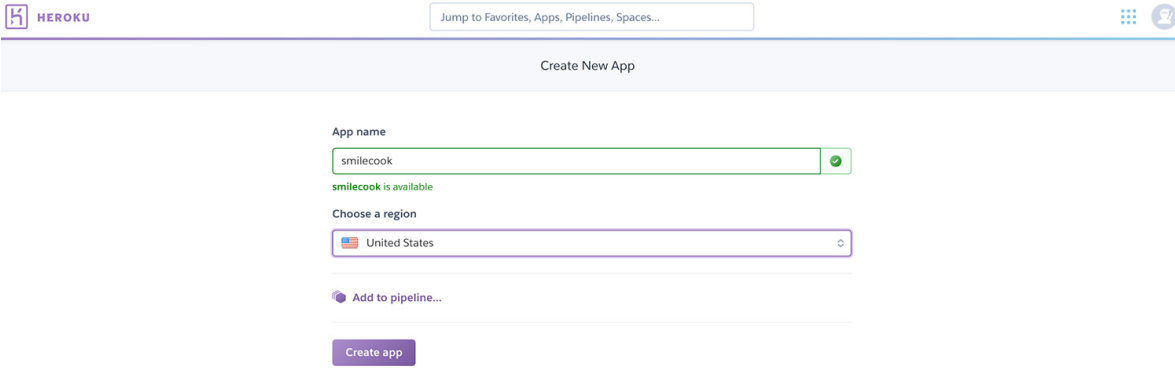 HEROKU
Jump to Favorites, Apps, Pipelines, Spaces...
Create New App
App name
smilecook
smilecook is available
Choose a region
United States
Add to pipeline...
Create app